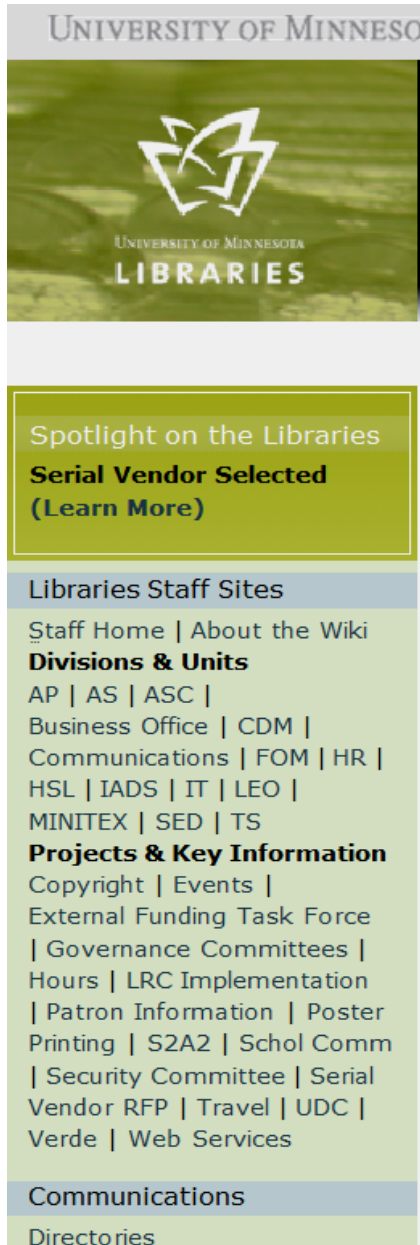 UNIVERSITY OF MINNESO
UNIVERSITY OF MINNESOTA
LIBRARIES
Spotlight on the Libraries
Serial Vendor Selected
(Learn More)
Libraries Staff Sites
Staff Home | About the Wiki
Divisions & Units
AP | AS | ASC |
Business Office | CDM |
Communications | FOM | HR |
HSL | IADS | IT | LEO |
MINITEX | SED | TS
Projects & Key Information
Copyright | Events |
External Funding Task Force
| Governance Committees |
Hours | LRC Implementation
| Patron Information | Poster
Printing | S2A2 | Schol Comm
| Security Committee | Serial
Vendor RFP | Travel | UDC |
Verde | Web Services
Communications
Directories